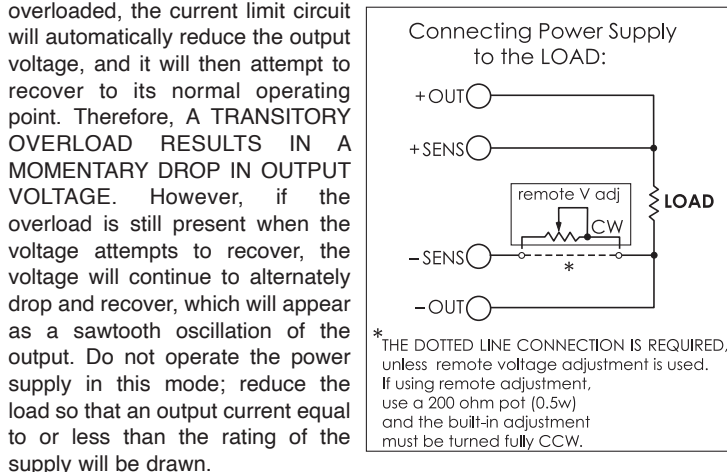 overloaded, the current limit circuit
will automatically reduce the output
voltage, and it will then attempt to
recover to its normal operating
point. Therefore, A TRANSITORY
OVERLOAD RESULTS IN A
MOMENTARY DROP IN OUTPUT
VOLTAGE. However, if the
overload is still present when the
voltage attempts to recover, the
voltage will continue to alternately
drop and recover, which will appear
as a sawtooth oscillation of the
output. Do not operate the power
supply in this mode; reduce the
load so that an output current equal
to or less than the rating of the
supply will be drawn.
Connecting Power Supply
to the LOAD:
+OUT
+SENS
remote V adj
CW
LOAD
−SENS
*
−OUT
*THE DOTTED LINE CONNECTION IS REQUIRED,
unless remote voltage adjustment is used.
If using remote adjustment,
use a 200 ohm pot (0.5w)
and the built-in adjustment
must be turned fully CCW.